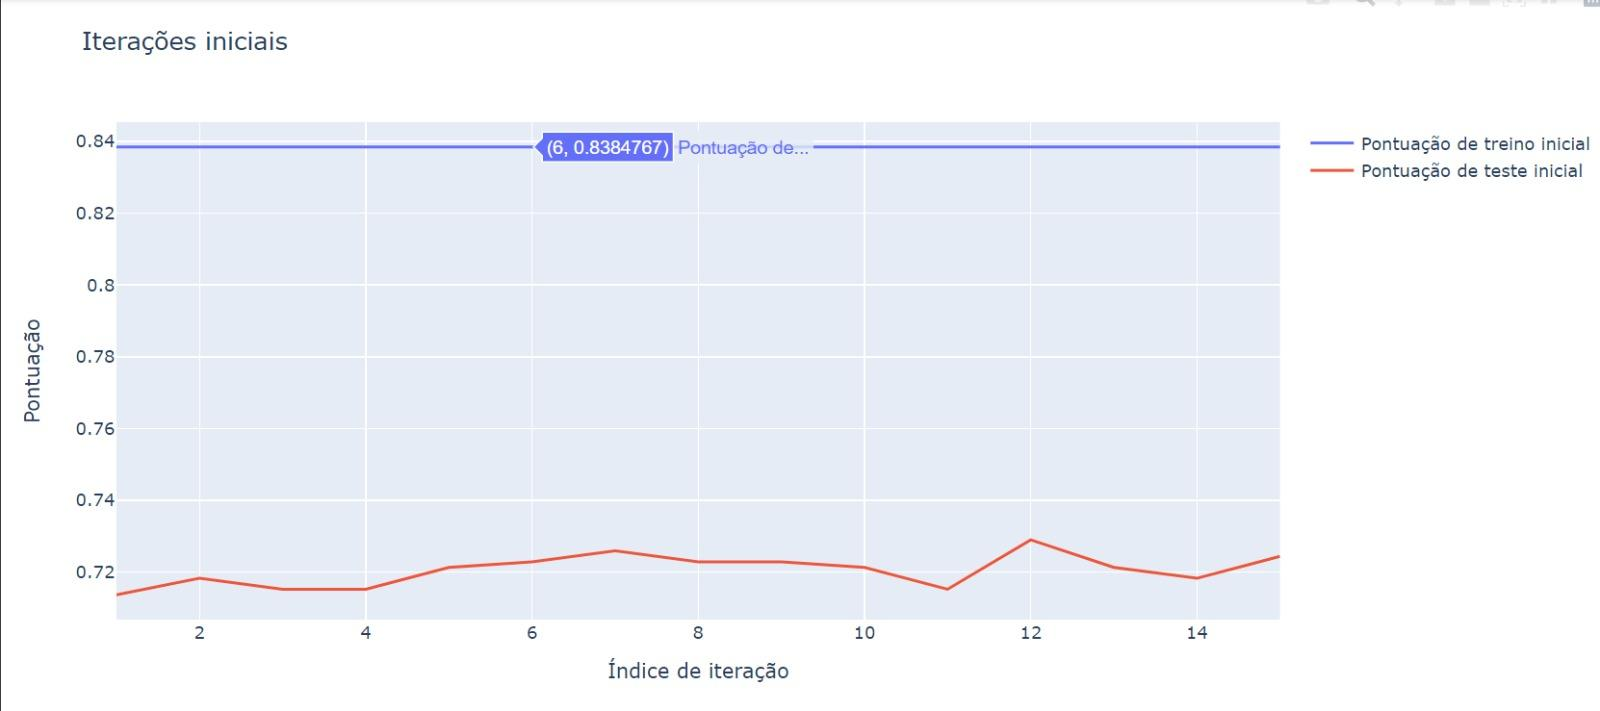 Iterações iniciais
0.84
0.82
0.8
0.78
0.76
0.74
0.72
Pontuação
(6, 0.8384767) Pontuação de...
Pontuação de treino inicial
Pontuação de teste inicial
2 4 6 8 10 12 14
Índice de iteração